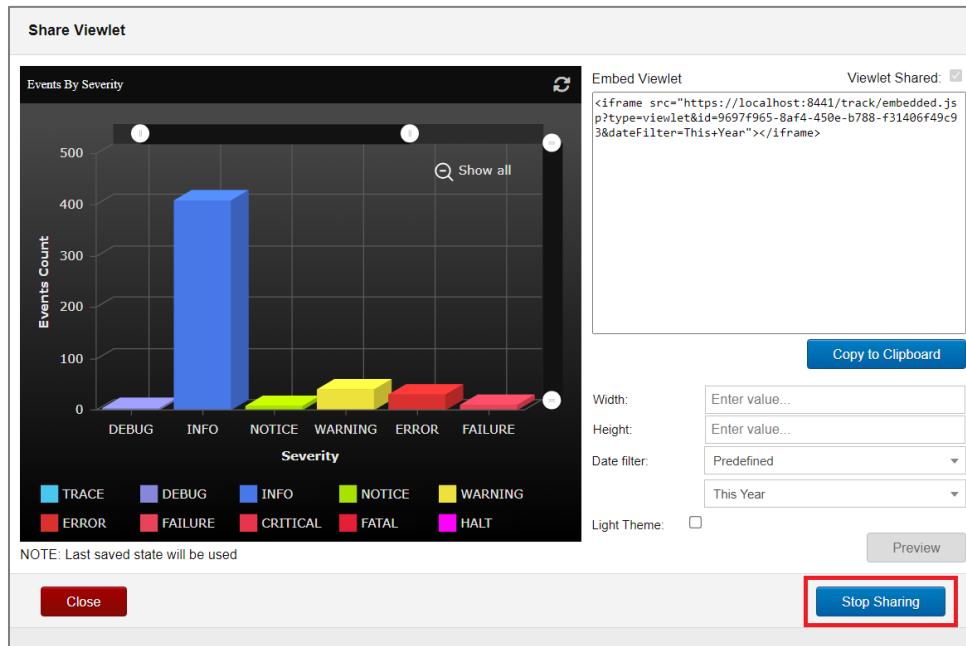 Share Viewlet
Events By Severity
Show all
500
400
300
200
100
0
Events Count
DEBUG INFO NOTICE WARNING ERROR FAILURE
Severity
TRACE DEBUG INFO NOTICE WARNING
ERROR FAILURE CRITICAL FATAL HALT
NOTE: Last saved state will be used
Embed Viewlet Viewlet Shared:
<iframe src="https://localhost:8441/track/embedded.js
p?type=viewlet&id=9697f965-8af4-450e-b788-f31406f49c9
3&dateFilter=This+Year"></iframe>
Copy to Clipboard
Width: Enter value...
Height: Enter value...
Date filter: Predefined
This Year
Light Theme:
Preview
Close Stop Sharing